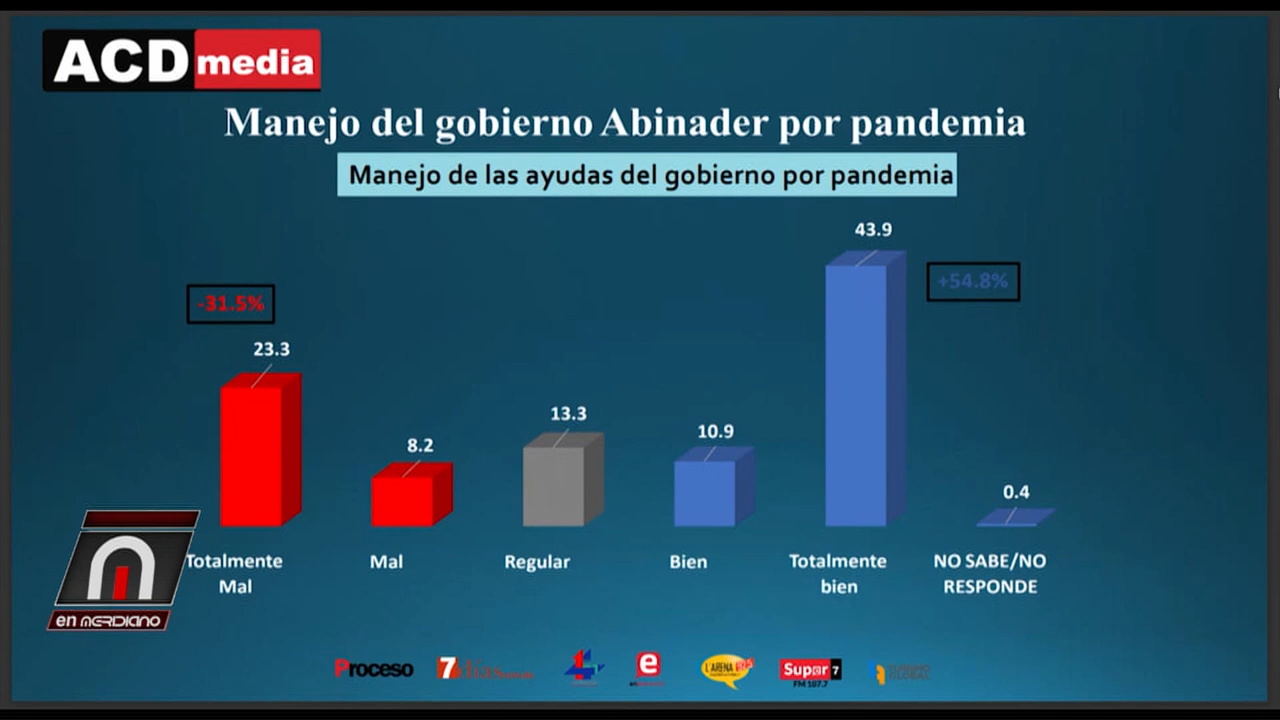 ACD media
Manejo del gobierno Abinader por pandemia
Manejo de las ayudas del gobierno por pandemia
43.9
+54.8%
-31.5%
23.3
13.3
10.9
8.2
0.4
Totalmente Mal
Mal
Regular
Bien
Totalmente bien
NO SABE/NO RESPONDE
en MERIDIANO
Proceso
7días
e
L'ARENA
Super 7
FM 107.7
GLOBAL